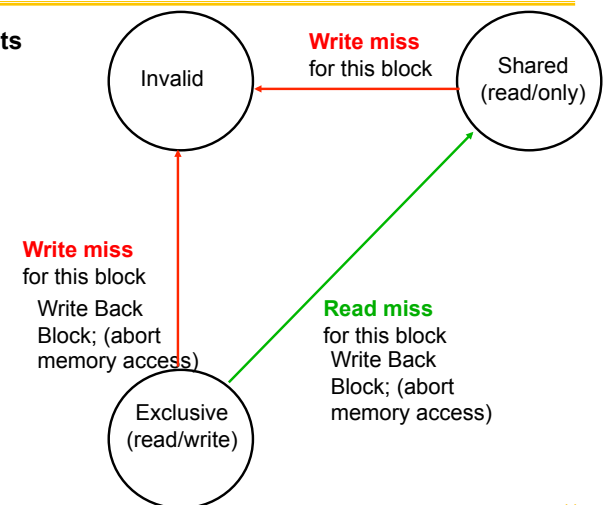 ts
Write miss
for this block
Invalid
Shared
(read/only)
Write miss
for this block
Write Back
Block; (abort
memory access)
Read miss
for this block
Write Back
Block; (abort
memory access)
Exclusive
(read/write)